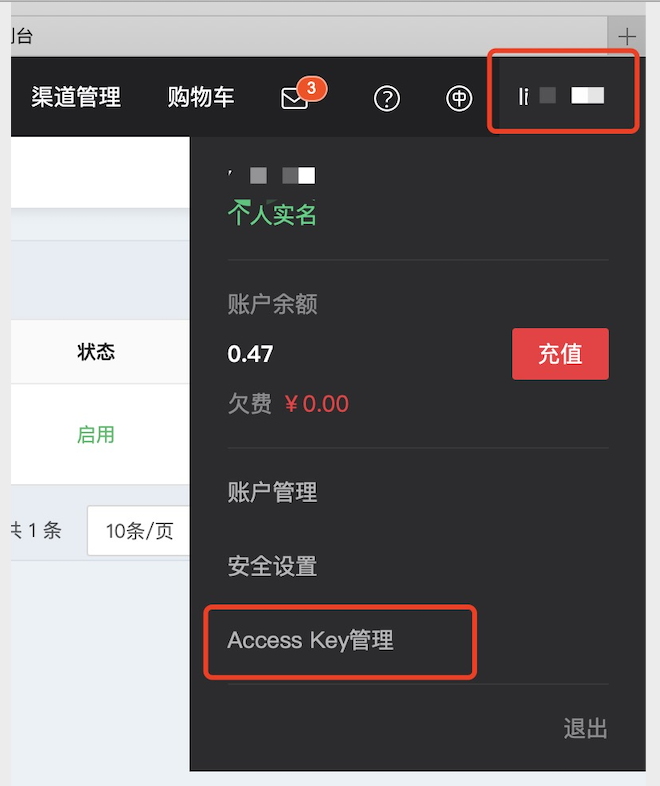 台
渠道管理 购物车 3 ? 中 li
个人实名
账户余额
0.47 充值
欠费 ¥0.00
状态
启用
账户管理
共 1 条 10条/页
安全设置
Access Key管理
退出